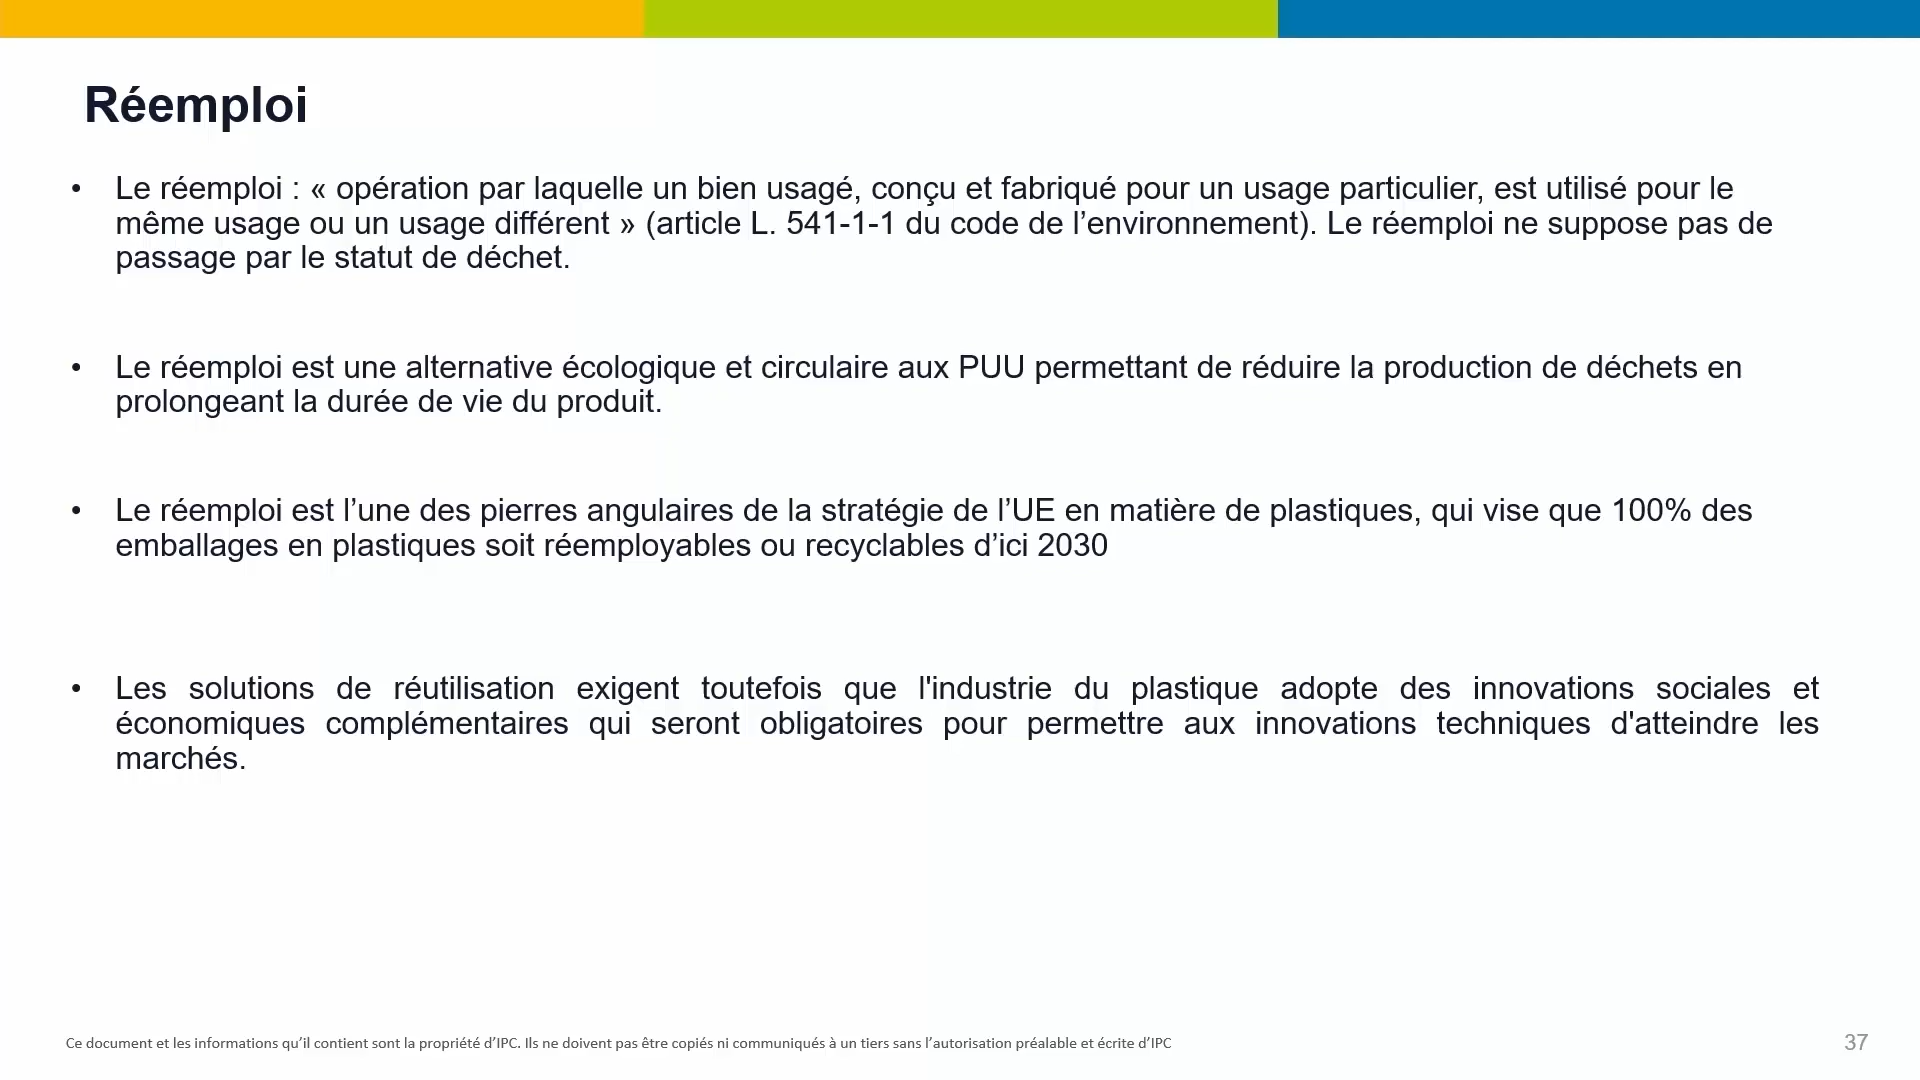 Réemploi
• Le réemploi : « opération par laquelle un bien usagé, conçu et fabriqué pour un usage particulier, est utilisé pour le
même usage ou un usage différent » (article L. 541-1-1 du code de l’environnement). Le réemploi ne suppose pas de
passage par le statut de déchet.
• Le réemploi est une alternative écologique et circulaire aux PUU permettant de réduire la production de déchets en
prolongeant la durée de vie du produit.
• Le réemploi est l’une des pierres angulaires de la stratégie de l’UE en matière de plastiques, qui vise que 100% des
emballages en plastiques soit réemployables ou recyclables d’ici 2030
• Les solutions de réutilisation exigent toutefois que l'industrie du plastique adopte des innovations sociales et
économiques complémentaires qui seront obligatoires pour permettre aux innovations techniques d'atteindre les
marchés.
Ce document et les informations qu’il contient sont la propriété d’IPC. Ils ne doivent pas être copiés ni communiqués à un tiers sans l’autorisation préalable et écrite d’IPC
37